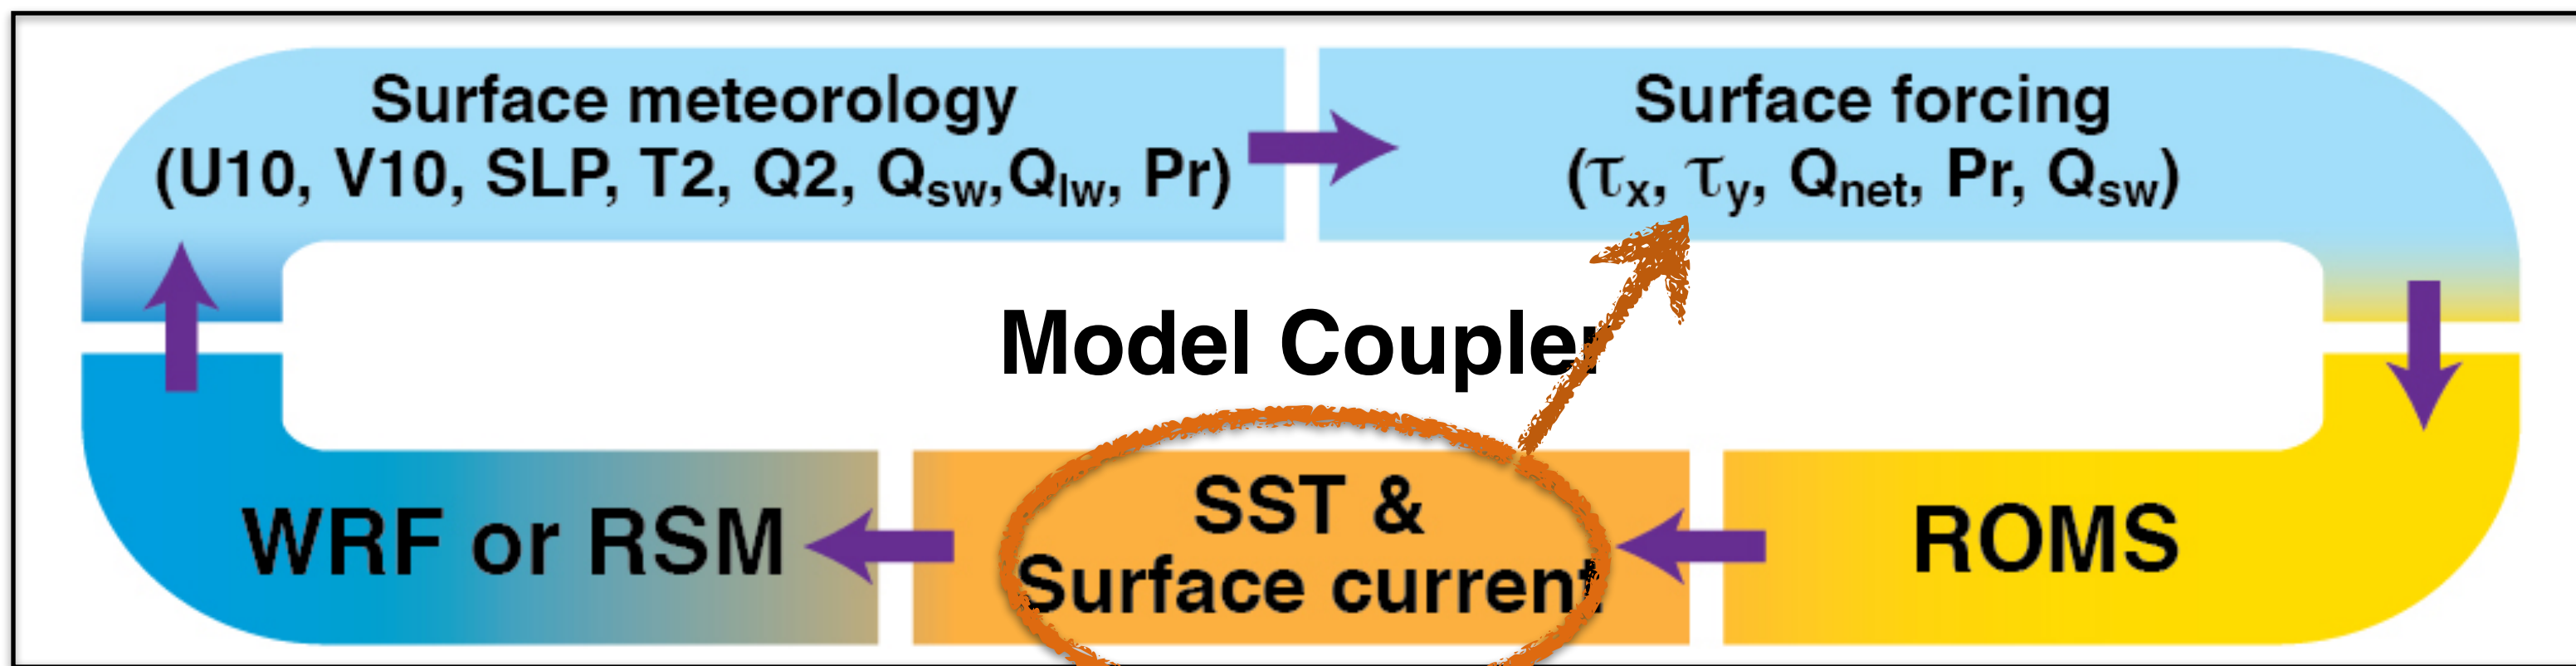 Surface meteorology
(U10, V10, SLP, T2, Q2, Qsw,Qlw, Pr)
Surface forcing
(τx, τy, Qnet, Pr, Qsw)
Model Coupler
WRF or RSM
SST &
Surface current
ROMS